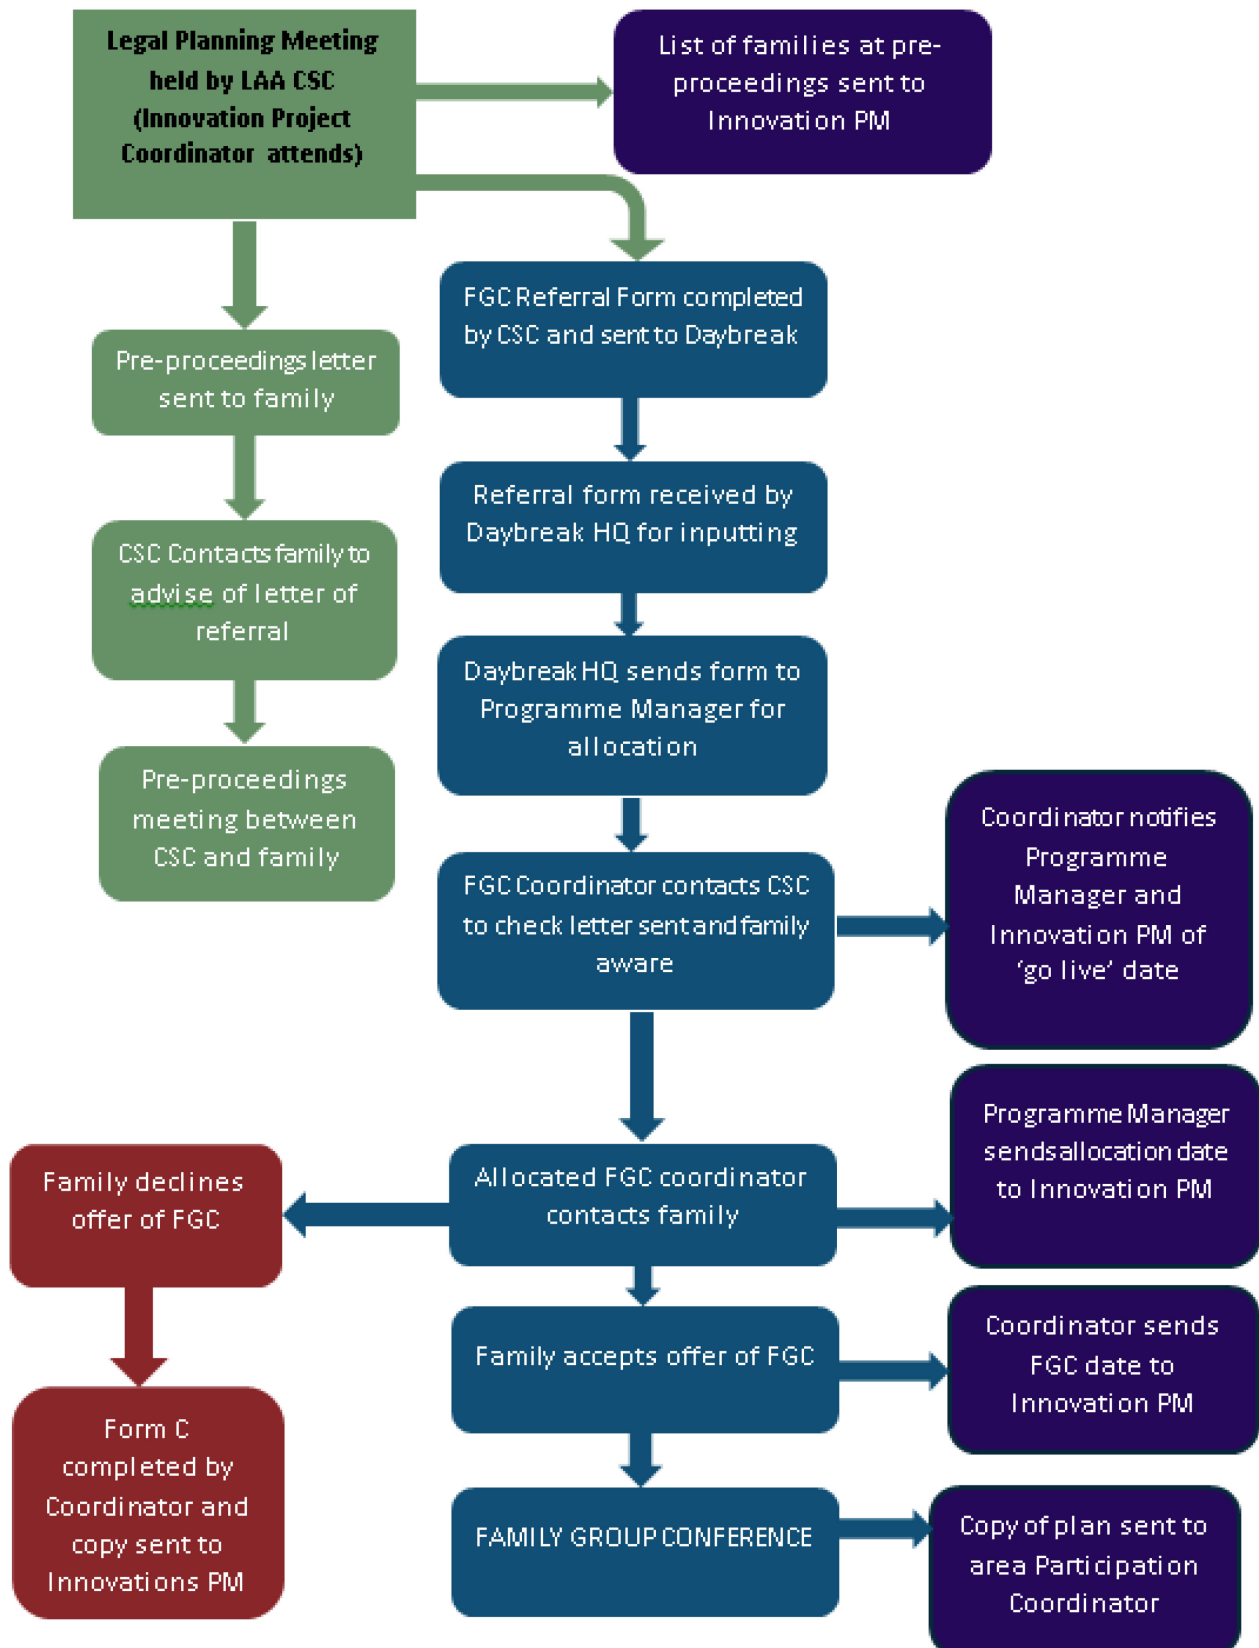 Legal Planning Meeting
held by LAA CSC
(Innovation Project
Coordinator attends)
List of families at pre-
proceedings sent to
Innovation PM
FGC Referral Form completed
by CSC and sent to Daybreak
Pre-proceedings letter
sent to family
Referral form received by
Daybreak HQ for inputting
CSC Contacts family to
advise of letter of
referral
Daybreak HQ sends form to
Programme Manager for
allocation
Pre-proceedings
meeting between
CSC and family
Coordinator notifies
Programme
Manager and
Innovation PM of
‘go live’ date
FGC Coordinator contacts CSC
to check letter sent and family
aware
Programme Manager
sends allocation date
to Innovation PM
Family declines
offer of FGC
Allocated FGC coordinator
contacts family
Family accepts offer of FGC
Coordinator sends
FGC date to
Innovation PM
Form C
completed by
Coordinator and
copy sent to
Innovations PM
FAMILY GROUP CONFERENCE
Copy of plan sent to
area Participation
Coordinator